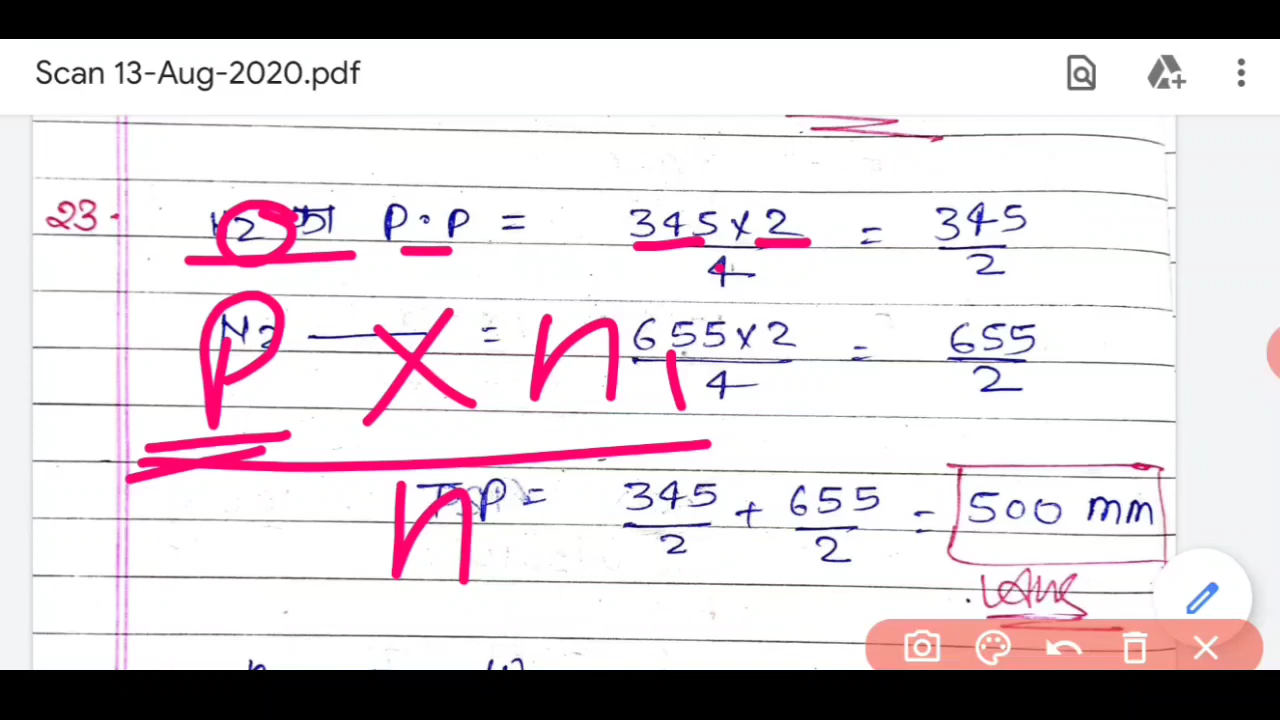 Scan 13-Aug-2020.pdf
23. का P.P = 345×2/4 = 345/2
N2 = 655×2/4 = 655/2
P × n1
n
P = 345/2 + 655/2 = 500 mm
Ans